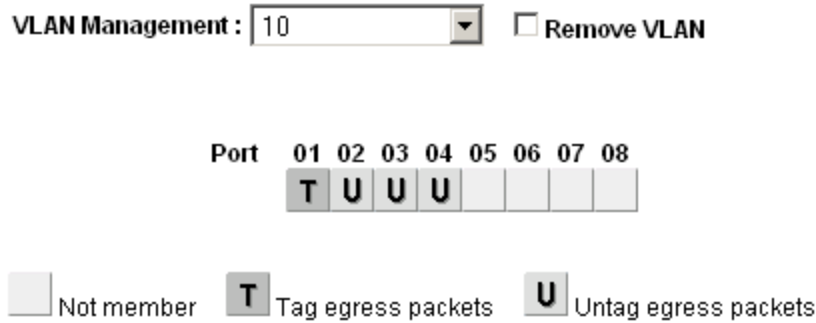 VLAN Management : 10 Remove VLAN
Port 01 02 03 04 05 06 07 08
T U U U
Not member T Tag egress packets U Untag egress packets